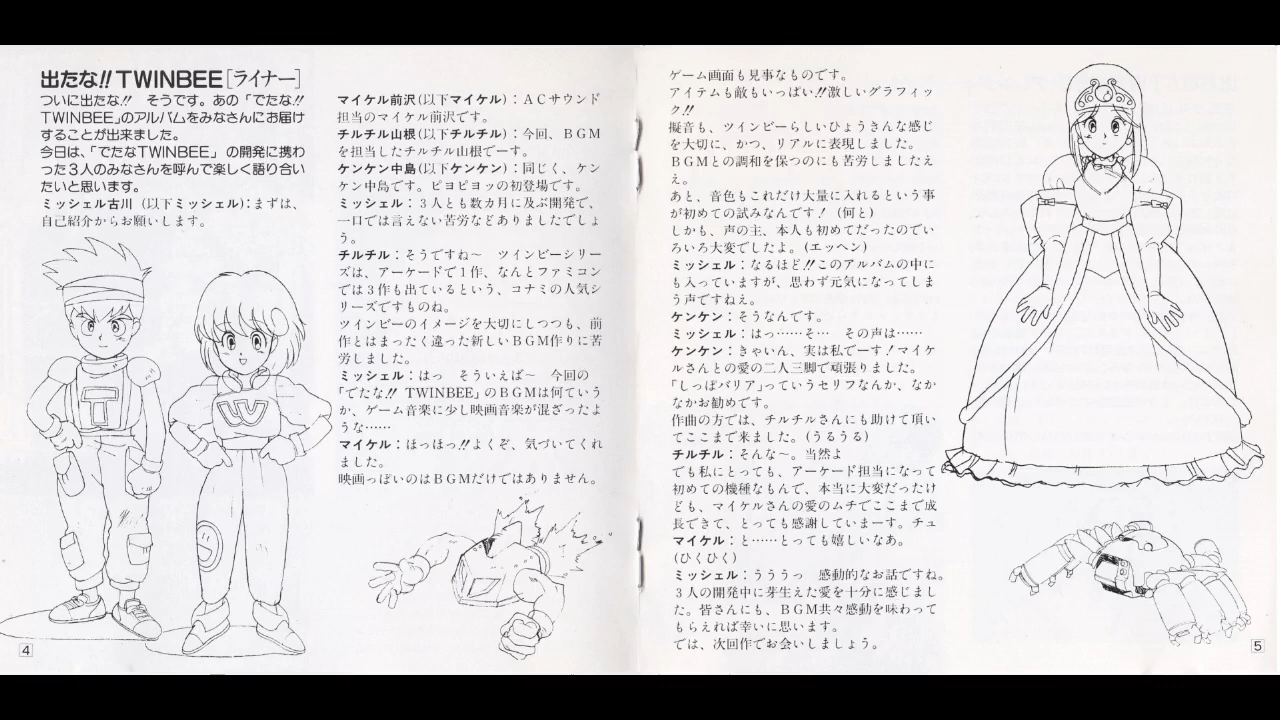 出たな!! TWINBEE[ライナー]
ついに出たな!! そうです。あの「でたな!!
TWINBEE」のアルバムをみなさんにお届け
することが出来ました。
今日は、「でたなTWINBEE」の開発に携わ
った3人のみなさんを呼んで楽しく語り合い
たいと思います。
ミッシェル古川(以下ミッシェル):まずは、
自己紹介からお願いします。
マイケル前沢(以下マイケル):ACサウンド
担当のマイケル前沢です。
チルチル山根(以下チルチル):今回、BGM
を担当したチルチル山根でーす。
ケンケン中島(以下ケンケン):同じく、ケン
ケン中島です。ピヨピヨッの初登場です。
ミッシェル:3人とも数カ月に及ぶ開発で、
一口では言えない苦労などありましたでしょ
う。
チルチル:そうですね〜 ツインビーシリー
ズは、アーケードで1作、なんとファミコン
では3作も出ているという、コナミの人気シ
リーズですものね。
ツインビーのイメージを大切にしつつも、前
作とはまったく違った新しいBGM作りに苦
労しました。
ミッシェル:はっ そういえば〜 今回の
「でたな!! TWINBEE」のBGMは何ていう
か、ゲーム音楽に少し映画音楽が混ざったよ
うな……
マイケル:はっはっ!!よくぞ、気づいてくれ
ました。
映画っぽいのはBGMだけではありません。
4
ゲーム画面も見事なものです。
アイテムも敵もいっぱい!!激しいグラフィッ
ク!!
擬音も、ツインビーらしいひょうきんな感じ
を大切に、かつ、リアルに表現しました。
BGMとの調和を保つのにも苦労しましたえ
え。
あと、音色もこれだけ大量に入れるという事
が初めての試みなんです!(何と)
しかも、声の主、本人も初めてだったのでい
ろいろ大変でしたよ。(エッヘン)
ミッシェル:なるほど!!このアルバムの中に
も入っていますが、思わず元気になってしま
う声ですねぇ。
ケンケン:そうなんです。
ミッシェル:はっ……そ… その声は……
ケンケン:きゃいん、実は私でーす!マイケ
ルさんとの愛の二人三脚で頑張りました。
「しっぽバリア」っていうセリフなんか、なか
なかお勧めです。
作曲の方では、チルチルさんにも助けて頂い
てここまで来ました。(うるうる)
チルチル:そんな〜。当然よ
でも私にとっても、アーケード担当になって
初めての機種なもんで、本当に大変だったけ
ども、マイケルさんの愛のムチでここまで成
長できて、とっても感謝していまーす。チュ
マイケル:と……とっても嬉しいなあ。
(ひくひく)
ミッシェル:うううっ 感動的なお話ですね。
3人の開発中に芽生えた愛を十分に感じまし
た。皆さんにも、BGM共々感動を味わって
もらえれば幸いに思います。
では、次回作でお会いしましょう。
5